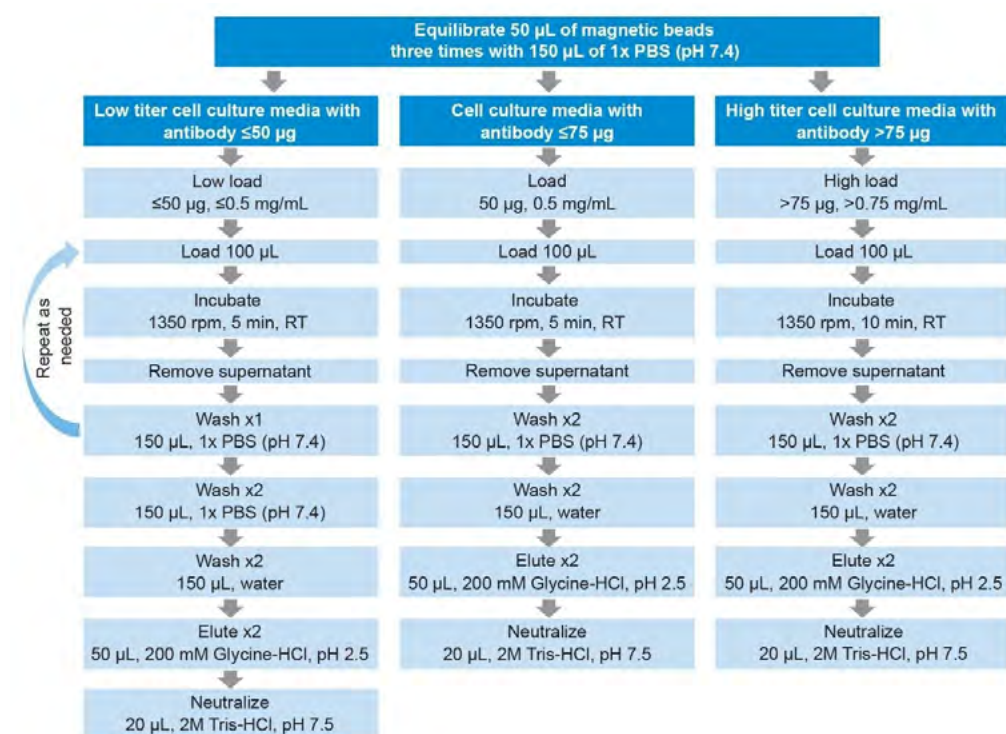 Equilibrate 50 µL of magnetic beads
three times with 150 µL of 1x PBS (pH 7.4)
Low titer cell culture media with
antibody ≤50 µg
Low load
≤50 µg, ≤0.5 mg/mL
Load 100 µL
Incubate
1350 rpm, 5 min, RT
Remove supernatant
Wash x1
150 µL, 1x PBS (pH 7.4)
Wash x2
150 µL, 1x PBS (pH 7.4)
Wash x2
150 µL, water
Elute x2
50 µL, 200 mM Glycine-HCl, pH 2.5
Neutralize
20 µL, 2M Tris-HCl, pH 7.5
Repeat as
needed
Cell culture media with
antibody ≤75 µg
Load
50 µg, 0.5 mg/mL
Load 100 µL
Incubate
1350 rpm, 5 min, RT
Remove supernatant
Wash x2
150 µL, 1x PBS (pH 7.4)
Wash x2
150 µL, water
Elute x2
50 µL, 200 mM Glycine-HCl, pH 2.5
Neutralize
20 µL, 2M Tris-HCl, pH 7.5
High titer cell culture media with
antibody >75 µg
High load
>75 µg, >0.75 mg/mL
Load 100 µL
Incubate
1350 rpm, 10 min, RT
Remove supernatant
Wash x2
150 µL, 1x PBS (pH 7.4)
Wash x2
150 µL, water
Elute x2
50 µL, 200 mM Glycine-HCl, pH 2.5
Neutralize
20 µL, 2M Tris-HCl, pH 7.5